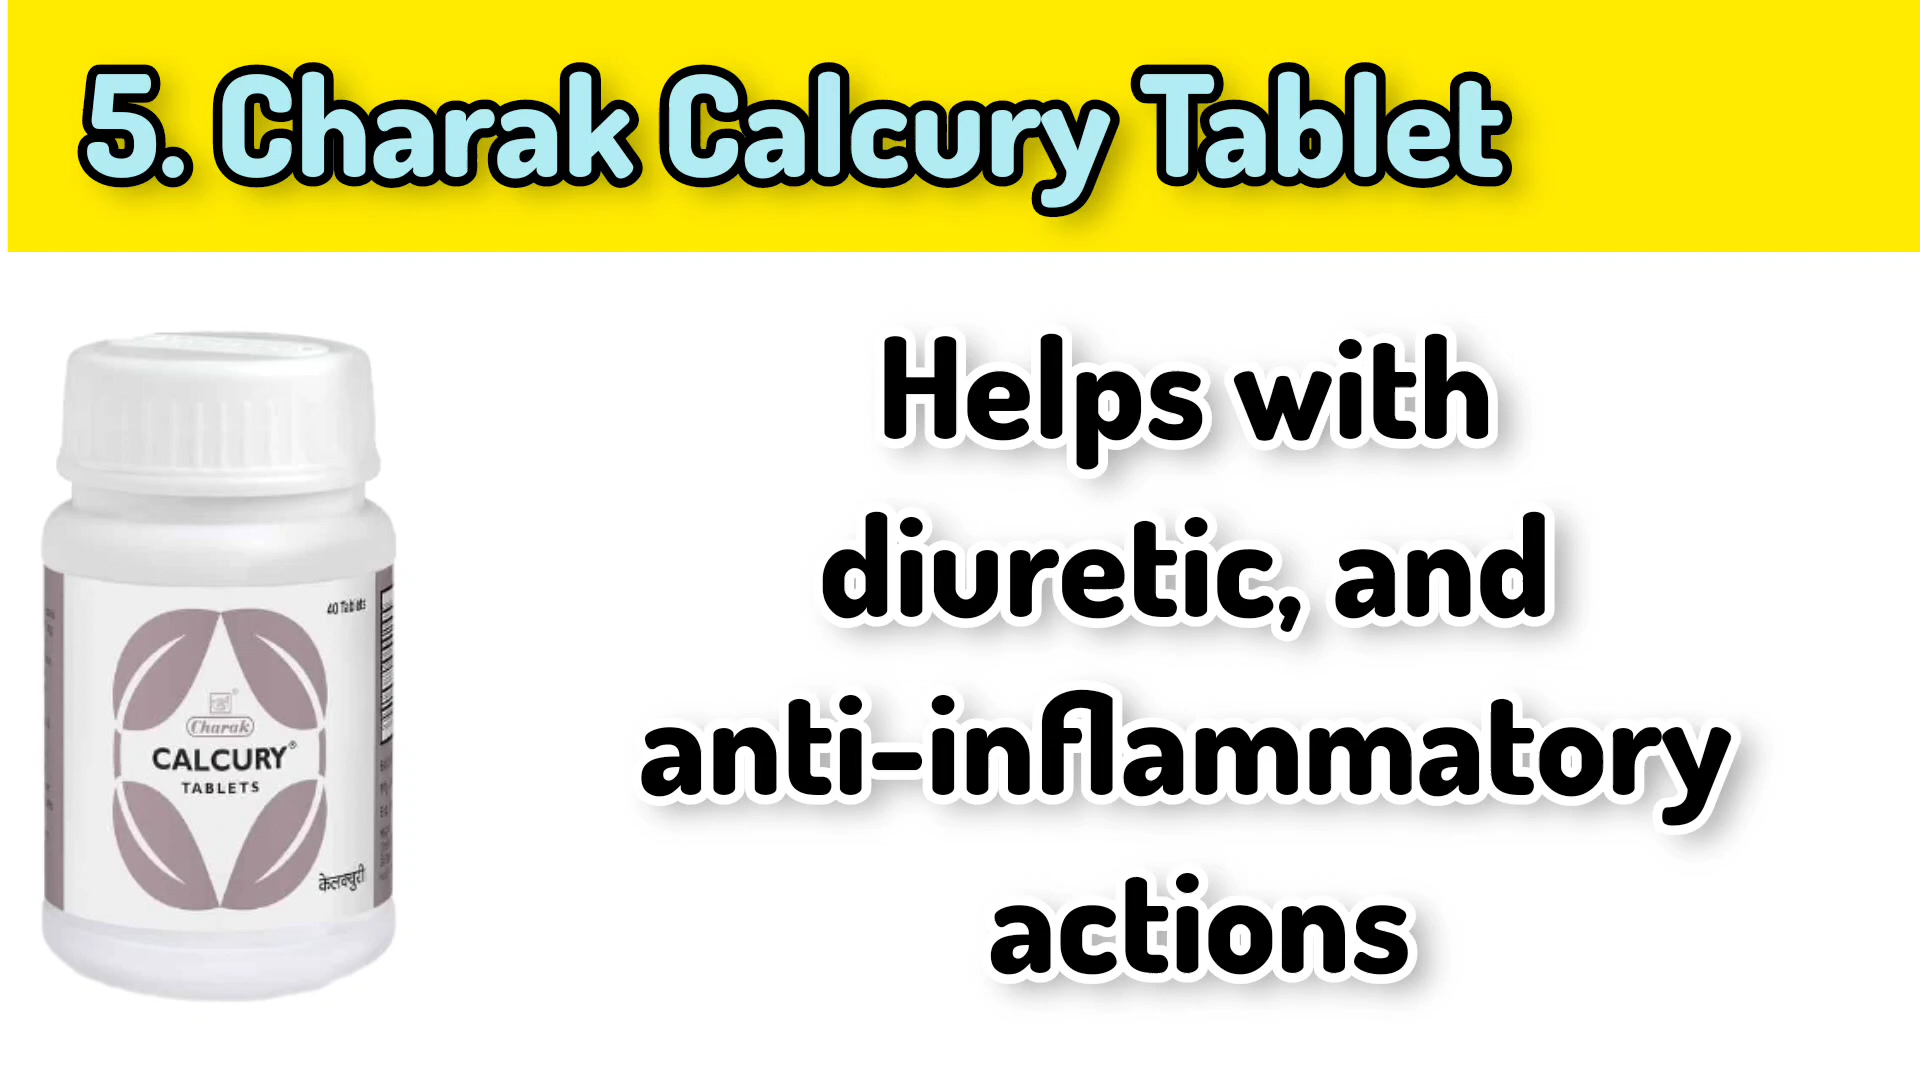 5. Charak Calcury Tablet
Helps with
diuretic, and
anti-inflammatory
actions
40 Tablets
Charak
CALCURY®
TABLETS
केलक्युरी